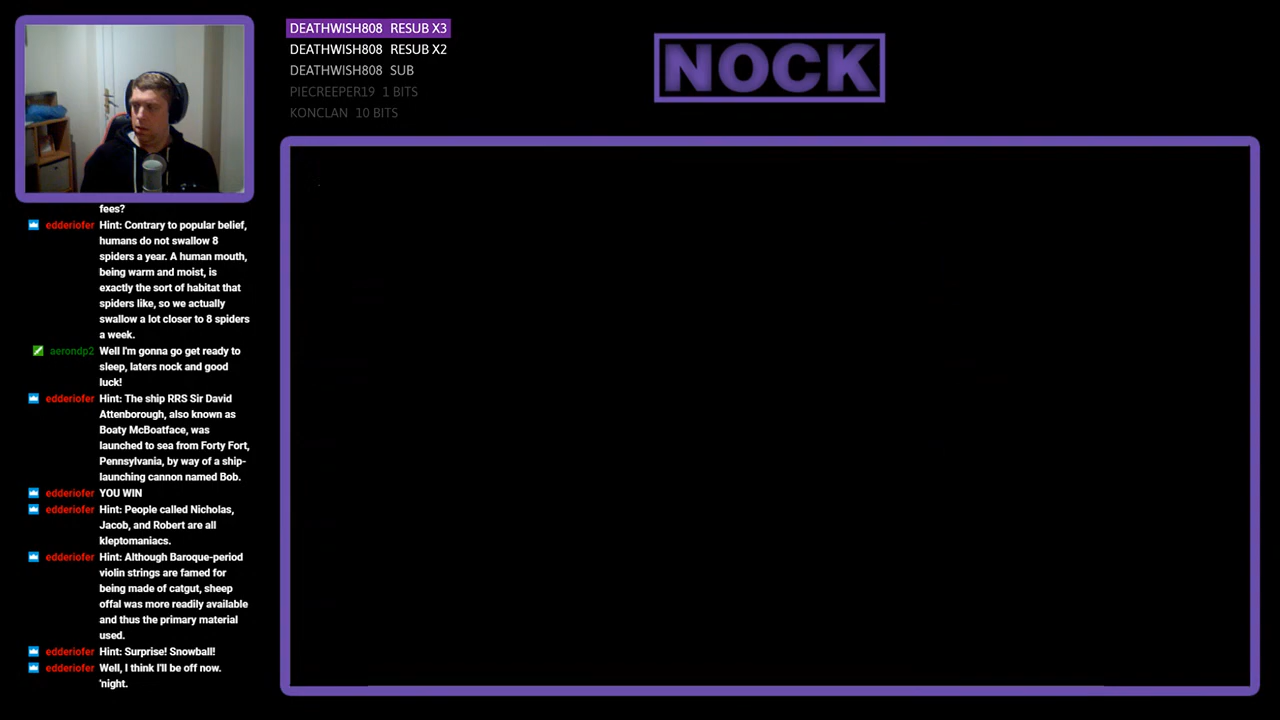 DEATHWISH808 RESUB X3
DEATHWISH808 RESUB X2
DEATHWISH808 SUB
PIECREEPER19 1 BITS
KONCLAN 10 BITS
NOCK
fees?
edderiofer Hint: Contrary to popular belief,
humans do not swallow 8
spiders a year. A human mouth,
being warm and moist, is
exactly the sort of habitat that
spiders like, so we actually
swallow a lot closer to 8 spiders
a week.
aerondp2 Well I'm gonna go get ready to
sleep, laters nock and good
luck!
edderiofer Hint: The ship RRS Sir David
Attenborough, also known as
Boaty McBoatface, was
launched to sea from Forty Fort,
Pennsylvania, by way of a ship-
launching cannon named Bob.
edderiofer YOU WIN
edderiofer Hint: People called Nicholas,
Jacob, and Robert are all
kleptomaniacs.
edderiofer Hint: Although Baroque-period
violin strings are famed for
being made of catgut, sheep
offal was more readily available
and thus the primary material
used.
edderiofer Hint: Surprise! Snowball!
edderiofer Well, I think I'll be off now.
'night.